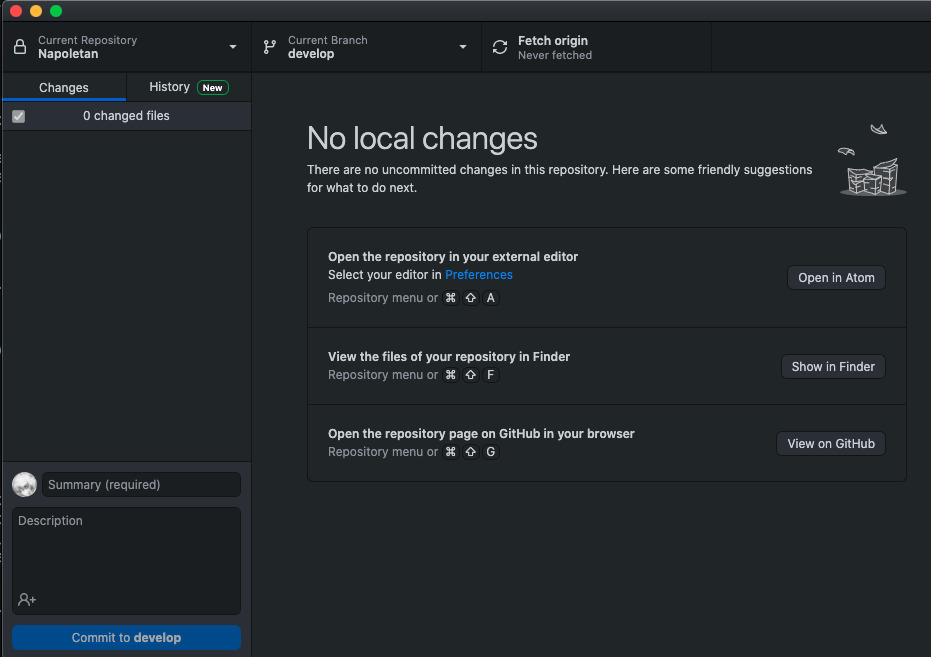 Current Repository
Napoletan
Current Branch
develop
Fetch origin
Never fetched
Changes
History New
0 changed files
No local changes
There are no uncommitted changes in this repository. Here are some friendly suggestions
for what to do next.
Open the repository in your external editor
Select your editor in Preferences
Repository menu or ⌘ ⇧ A
Open in Atom
View the files of your repository in Finder
Repository menu or ⌘ ⇧ F
Show in Finder
Open the repository page on GitHub in your browser
Repository menu or ⌘ ⇧ G
View on GitHub
Summary (required)
Description
Commit to develop